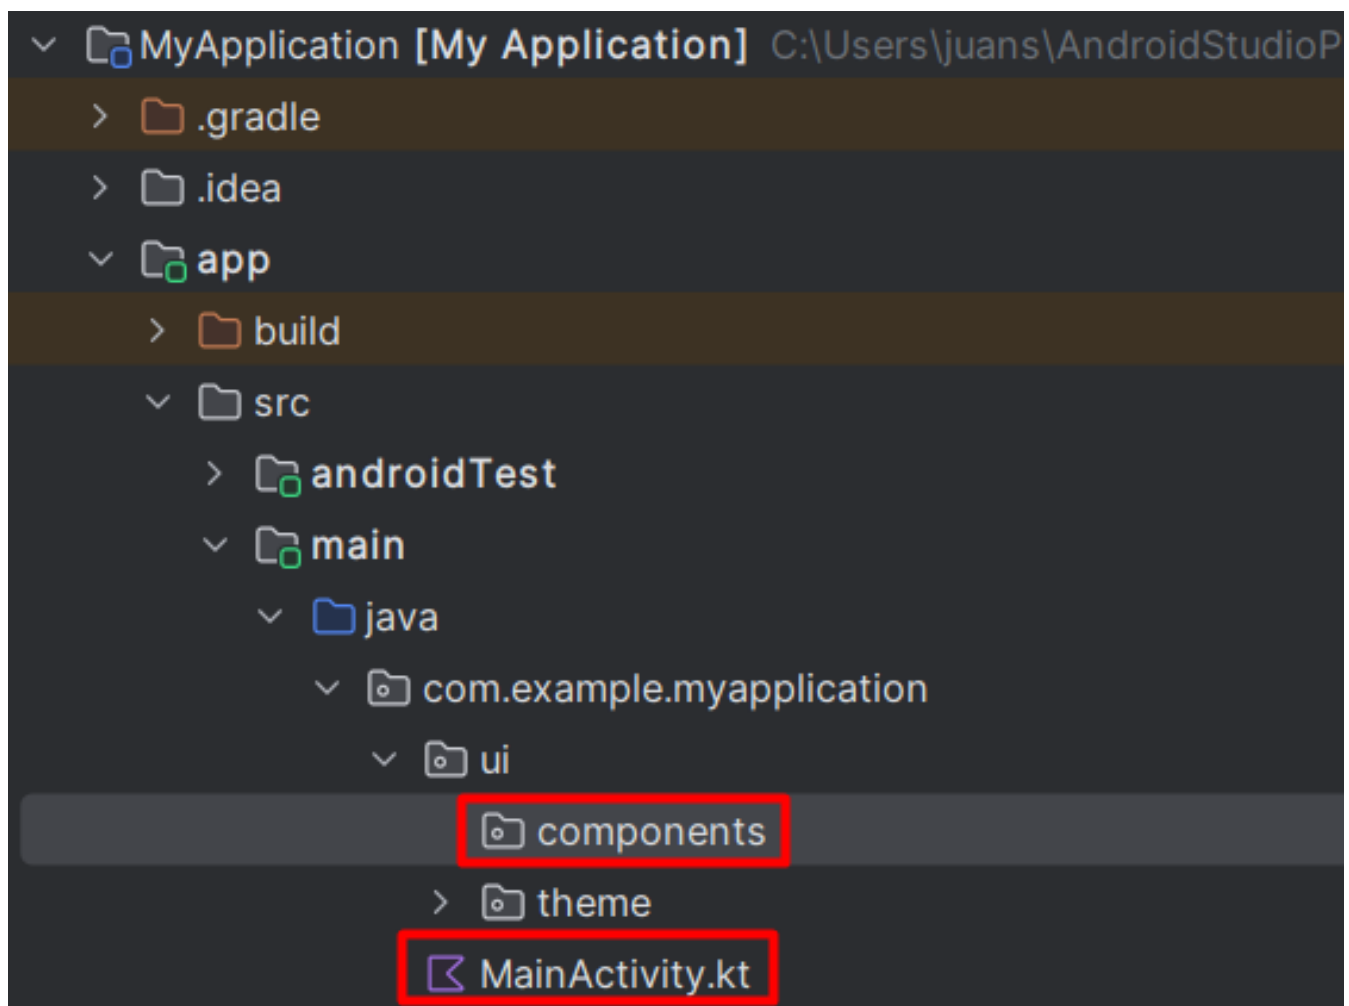 MyApplication [My Application] C:\Users\juans\AndroidStudioP
.gradle
.idea
app
build
src
androidTest
main
java
com.example.myapplication
ui
components
theme
MainActivity.kt